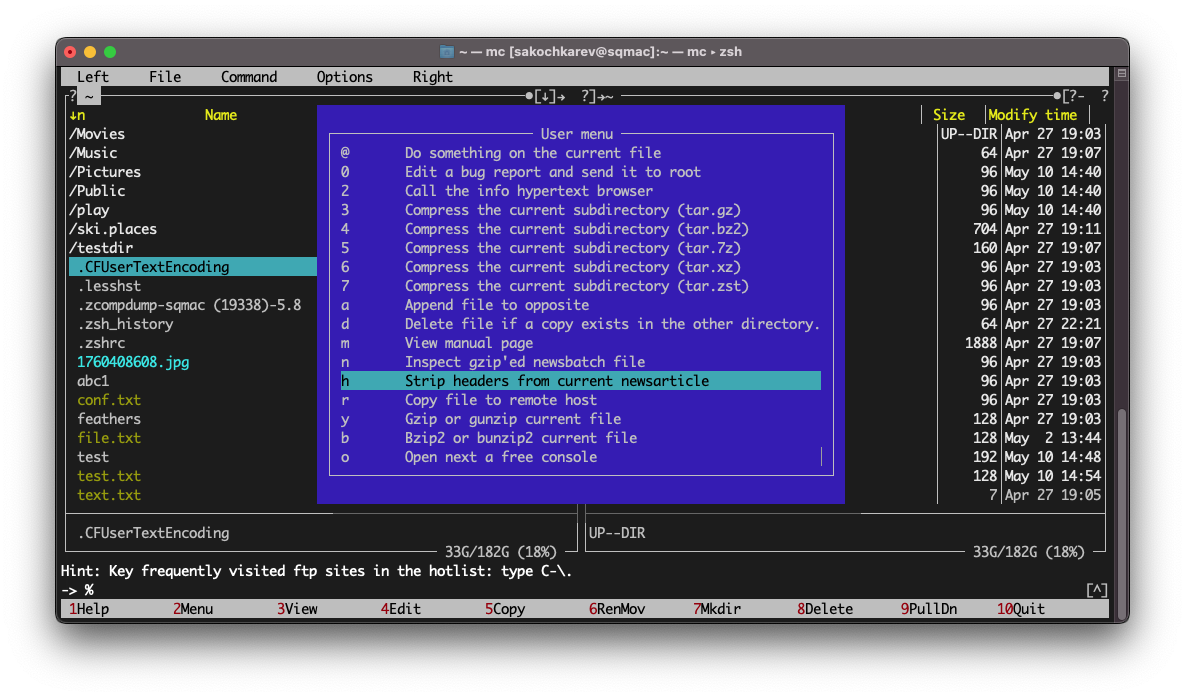 ~ — mc [sakochkarev@sqmac]:~ — mc ▸ zsh
Left File Command Options Right
? ~ [↓]→ ?]→~ [?- ?
↓n Name Size Modify time
User menu
/Movies UP--DIR Apr 27 19:03
/Music @ Do something on the current file 64 Apr 27 19:07
/Pictures 0 Edit a bug report and send it to root 96 May 10 14:40
/Public 2 Call the info hypertext browser 96 May 10 14:40
/play 3 Compress the current subdirectory (tar.gz) 96 May 10 14:40
/ski.places 4 Compress the current subdirectory (tar.bz2) 704 Apr 27 19:11
/testdir 5 Compress the current subdirectory (tar.7z) 160 Apr 27 19:07
.CFUserTextEncoding 6 Compress the current subdirectory (tar.xz) 96 Apr 27 19:03
.lesshst 7 Compress the current subdirectory (tar.zst) 96 Apr 27 19:03
.zcompdump-sqmac (19338)-5.8 a Append file to opposite 96 Apr 27 19:03
.zsh_history d Delete file if a copy exists in the other directory. 64 Apr 27 22:21
.zshrc m View manual page 1888 Apr 27 19:07
1760408608.jpg n Inspect gzip'ed newsbatch file 96 Apr 27 19:03
abc1 h Strip headers from current newsarticle 96 Apr 27 19:03
conf.txt r Copy file to remote host 96 Apr 27 19:03
feathers y Gzip or gunzip current file 128 Apr 27 19:03
file.txt b Bzip2 or bunzip2 current file 128 May 2 13:44
test o Open next a free console 192 May 10 14:48
test.txt 128 May 10 14:54
text.txt 7 Apr 27 19:05
.CFUserTextEncoding UP--DIR
33G/182G (18%) 33G/182G (18%)
Hint: Key frequently visited ftp sites in the hotlist: type C-\.
-> % [^]
1Help 2Menu 3View 4Edit 5Copy 6RenMov 7Mkdir 8Delete 9PullDn 10Quit